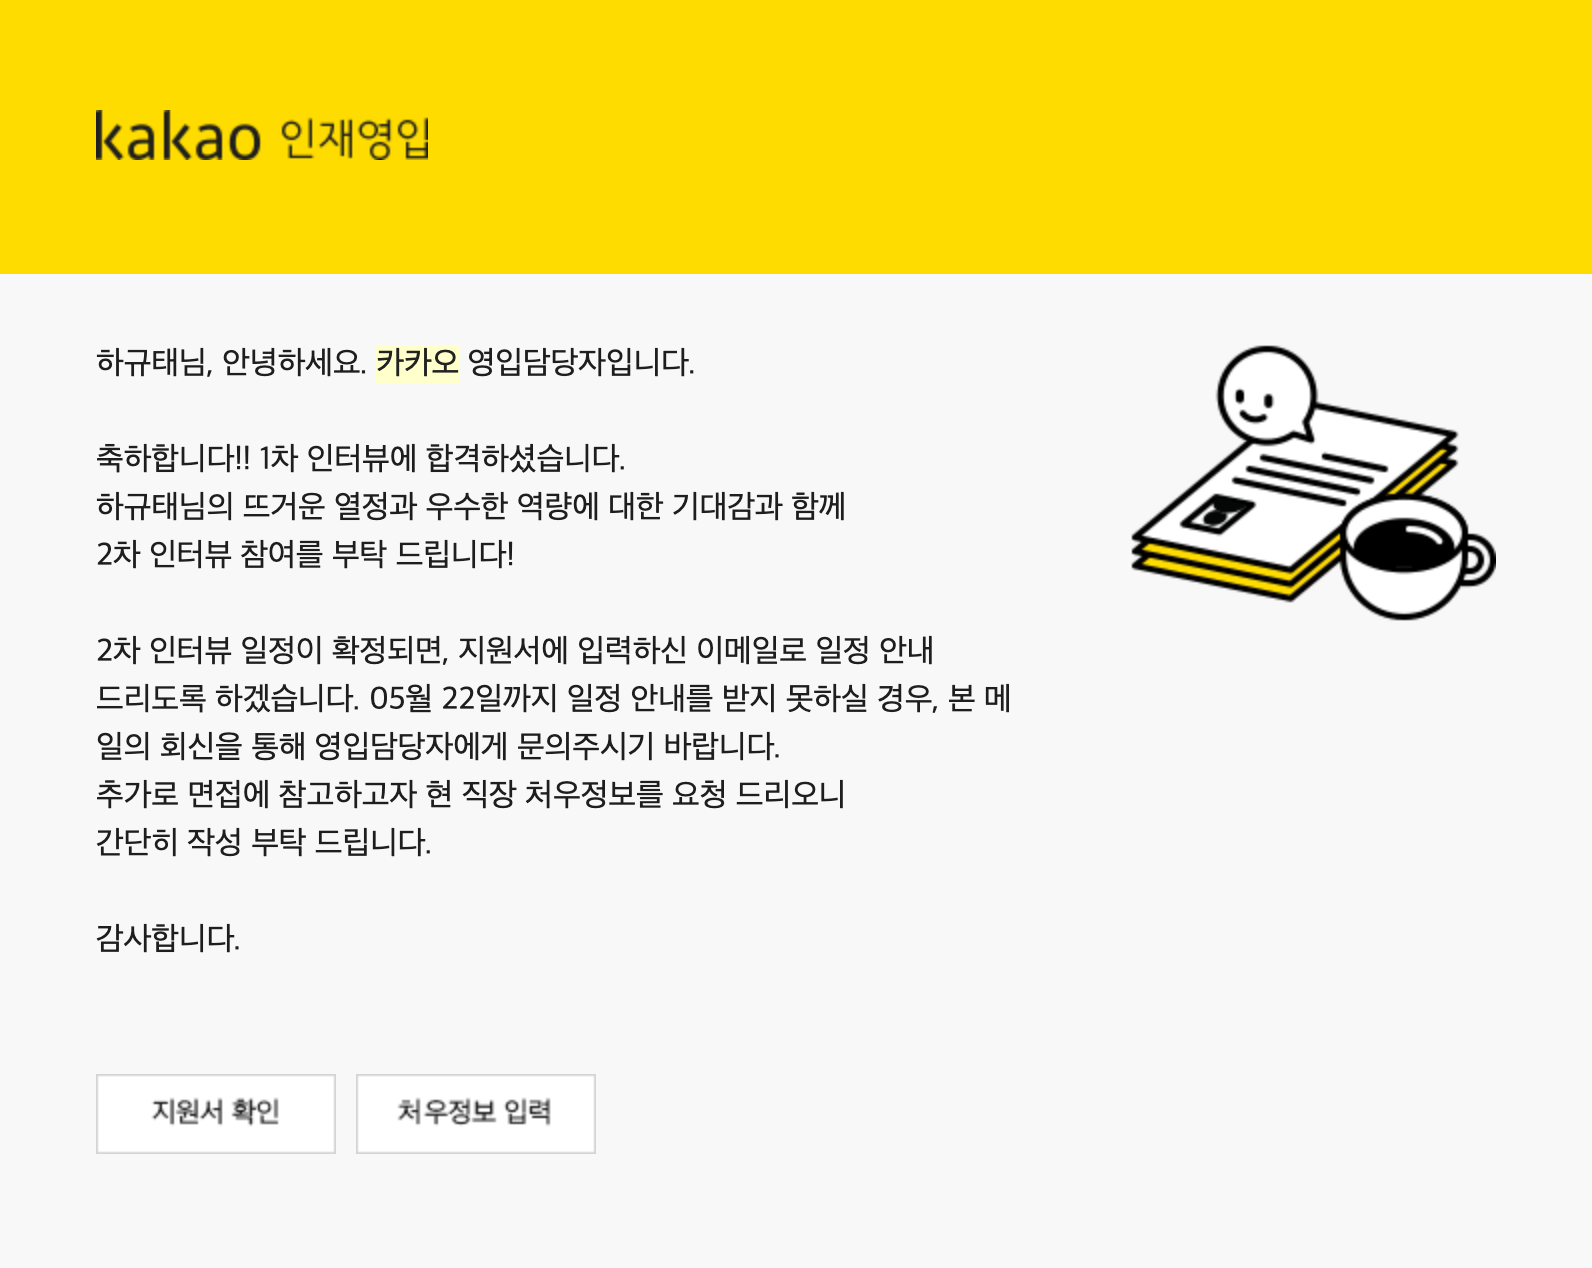 kakao 인재영입
하규태님, 안녕하세요. 카카오 영입담당자입니다.
축하합니다!! 1차 인터뷰에 합격하셨습니다.
하규태님의 뜨거운 열정과 우수한 역량에 대한 기대감과 함께
2차 인터뷰 참여를 부탁 드립니다!
2차 인터뷰 일정이 확정되면, 지원서에 입력하신 이메일로 일정 안내
드리도록 하겠습니다. 05월 22일까지 일정 안내를 받지 못하실 경우, 본 메
일의 회신을 통해 영입담당자에게 문의주시기 바랍니다.
추가로 면접에 참고하고자 현 직장 처우정보를 요청 드리오니
간단히 작성 부탁 드립니다.
감사합니다.
지원서 확인
처우정보 입력